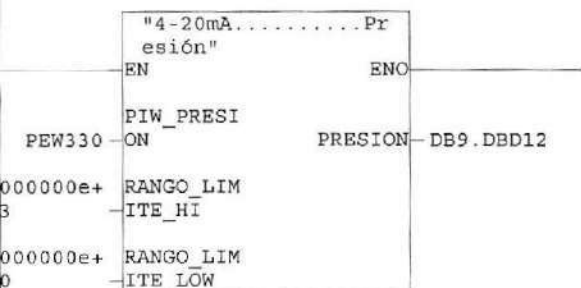 "4-20mA..........Pr
esión"
EN ENO
PIW_PRESI
PEW330 ON PRESION DB9.DBD12
000000e+ RANGO_LIM
3 ITE_HI
000000e+ RANGO_LIM
0 ITE_LOW